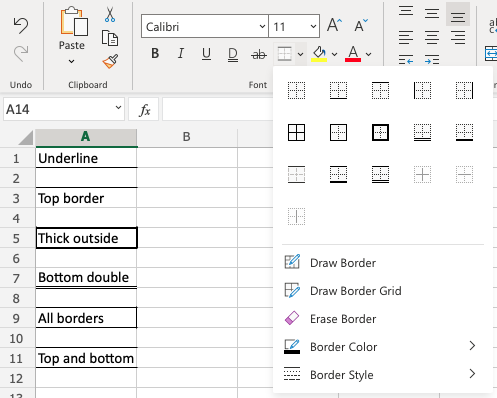 Calibri 11 A A
Paste
B I U D ab A
Undo Clipboard Font
A14 fx
A B
1 Underline
2
3 Top border
4
5 Thick outside
6
7 Bottom double
8
9 All borders
10
11 Top and bottom
12
13
Draw Border
Draw Border Grid
Erase Border
Border Color
Border Style